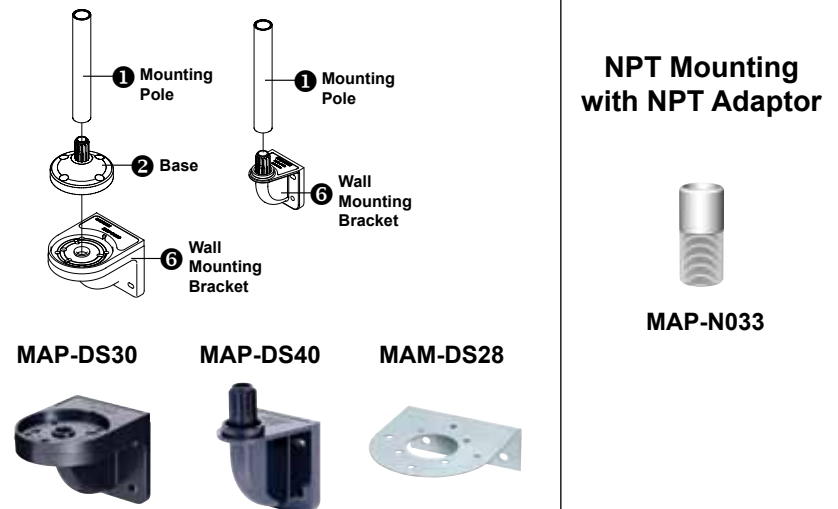 ❶ Mounting
Pole
❷ Base
❻ Wall
Mounting
Bracket
❶ Mounting
Pole
❻ Wall
Mounting
Bracket
MAP-DS30
MAP-DS40
MAM-DS28
NPT Mounting
with NPT Adaptor
MAP-N033